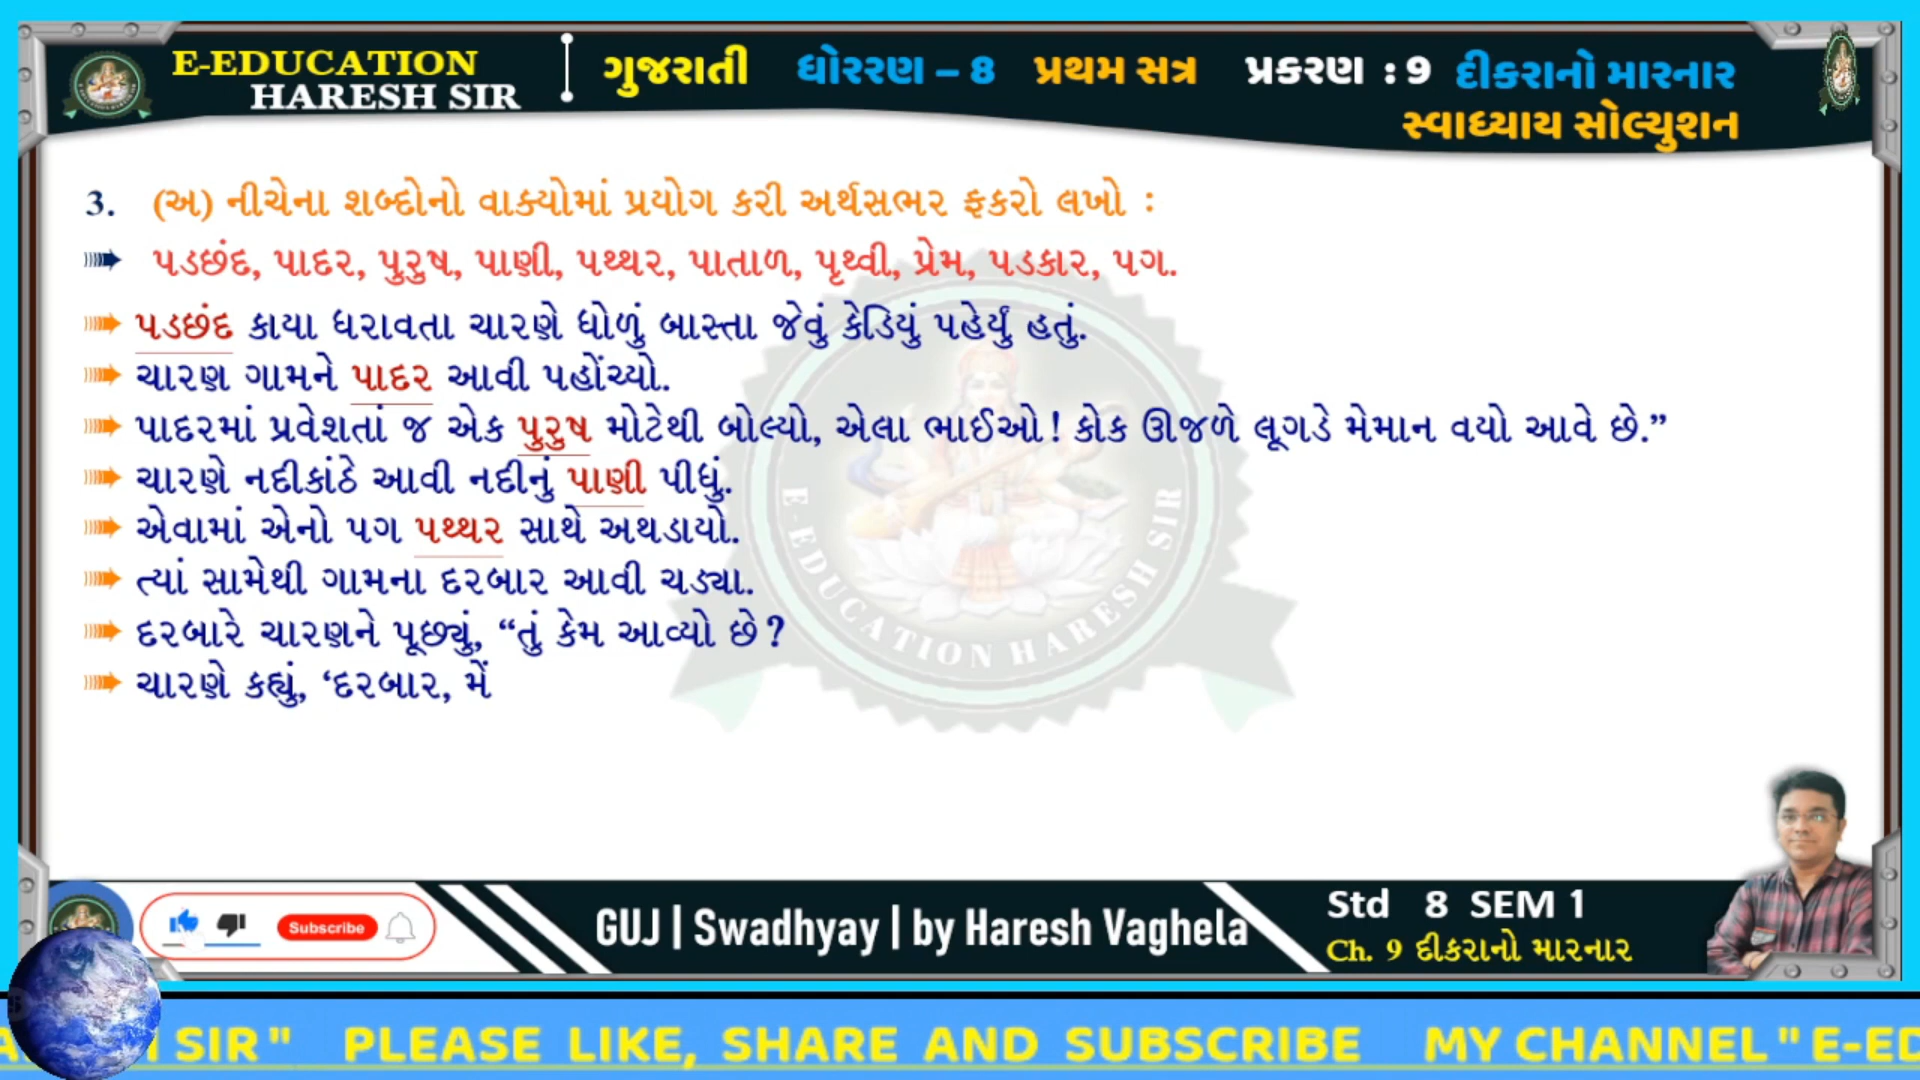 E-EDUCATION
HARESH SIR
ગુજરાતી ધોરરણ – 8 પ્રથમ સત્ર પ્રકરણ : 9 દીકરાનો મારનાર
સ્વાધ્યાય સોલ્યુશન
3. (અ) નીચેના શબ્દોનો વાક્યોમાં પ્રયોગ કરી અર્થસભર ફકરો લખો :
પડછંદ, પાદર, પુરુષ, પાણી, પથ્થર, પાતાળ, પૃથ્વી, પ્રેમ, પડકાર, પગ.
પડછંદ કાયા ધરાવતા ચારણે ધોળું બાસ્તા જેવું કેડિયું પહેર્યું હતું.
ચારણ ગામને પાદર આવી પહોંચ્યો.
પાદરમાં પ્રવેશતાં જ એક પુરુષ મોટેથી બોલ્યો, એલા ભાઈઓ! કોક ઊજળે લૂગડે મેમાન વયો આવે છે.”
ચારણે નદીકાંઠે આવી નદીનું પાણી પીધું.
એવામાં એનો પગ પથ્થર સાથે અથડાયો.
ત્યાં સામેથી ગામના દરબાર આવી ચડ્યા.
દરબારે ચારણને પૂછ્યું, “તું કેમ આવ્યો છે?
ચારણે કહ્યું, ‘દરબાર, મેં
E-EDUCATION HARESH SIR
Subscribe
GUJ | Swadhyay | by Haresh Vaghela
Std 8 SEM 1
Ch. 9 દીકરાનો મારનાર
SIR" PLEASE LIKE, SHARE AND SUBSCRIBE MY CHANNEL " E-ED